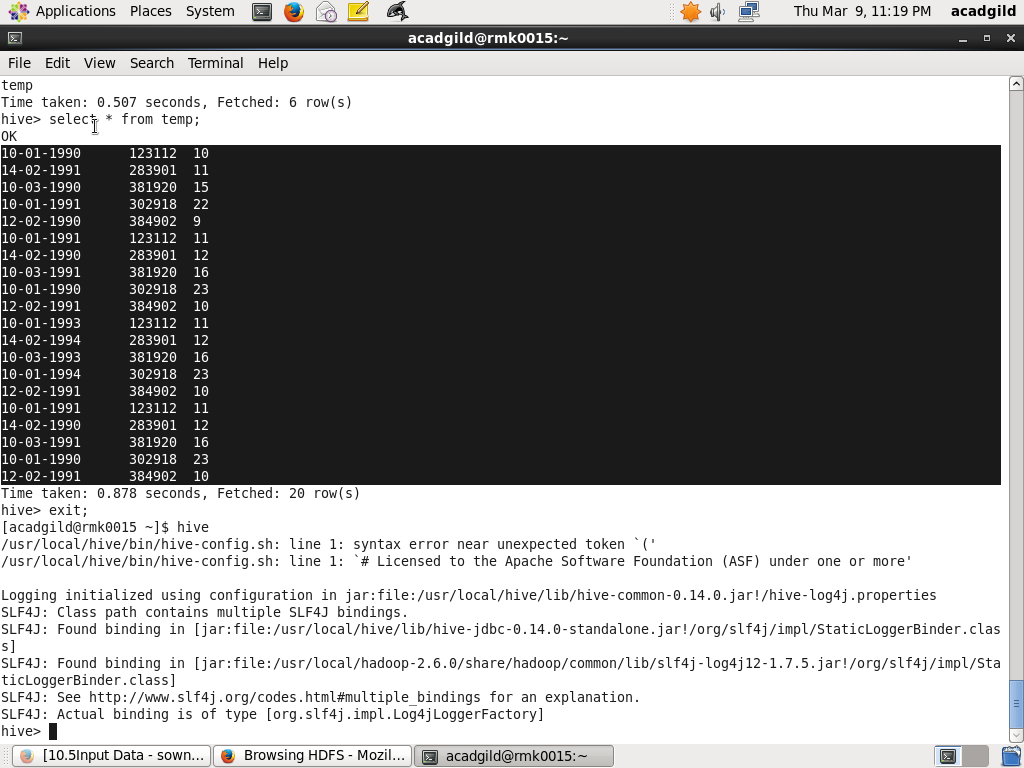 Applications Places System Thu Mar 9, 11:19 PM acadgild
acadgild@rmk0015:~
File Edit View Search Terminal Help
temp
Time taken: 0.507 seconds, Fetched: 6 row(s)
hive> select * from temp;
OK
10-01-1990 123112 10
14-02-1991 283901 11
10-03-1990 381920 15
10-01-1991 302918 22
12-02-1990 384902 9
10-01-1991 123112 11
14-02-1990 283901 12
10-03-1991 381920 16
10-01-1990 302918 23
12-02-1991 384902 10
10-01-1993 123112 11
14-02-1994 283901 12
10-03-1993 381920 16
10-01-1994 302918 23
12-02-1991 384902 10
10-01-1991 123112 11
14-02-1990 283901 12
10-03-1991 381920 16
10-01-1990 302918 23
12-02-1991 384902 10
Time taken: 0.878 seconds, Fetched: 20 row(s)
hive> exit;
[acadgild@rmk0015 ~]$ hive
/usr/local/hive/bin/hive-config.sh: line 1: syntax error near unexpected token `('
/usr/local/hive/bin/hive-config.sh: line 1: `# Licensed to the Apache Software Foundation (ASF) under one or more'
Logging initialized using configuration in jar:file:/usr/local/hive/lib/hive-common-0.14.0.jar!/hive-log4j.properties
SLF4J: Class path contains multiple SLF4J bindings.
SLF4J: Found binding in [jar:file:/usr/local/hive/lib/hive-jdbc-0.14.0-standalone.jar!/org/slf4j/impl/StaticLoggerBinder.clas
s]
SLF4J: Found binding in [jar:file:/usr/local/hadoop-2.6.0/share/hadoop/common/lib/slf4j-log4j12-1.7.5.jar!/org/slf4j/impl/Sta
ticLoggerBinder.class]
SLF4J: See http://www.slf4j.org/codes.html#multiple_bindings for an explanation.
SLF4J: Actual binding is of type [org.slf4j.impl.Log4jLoggerFactory]
hive>
[10.5Input Data - sown... Browsing HDFS - Mozil... acadgild@rmk0015:~